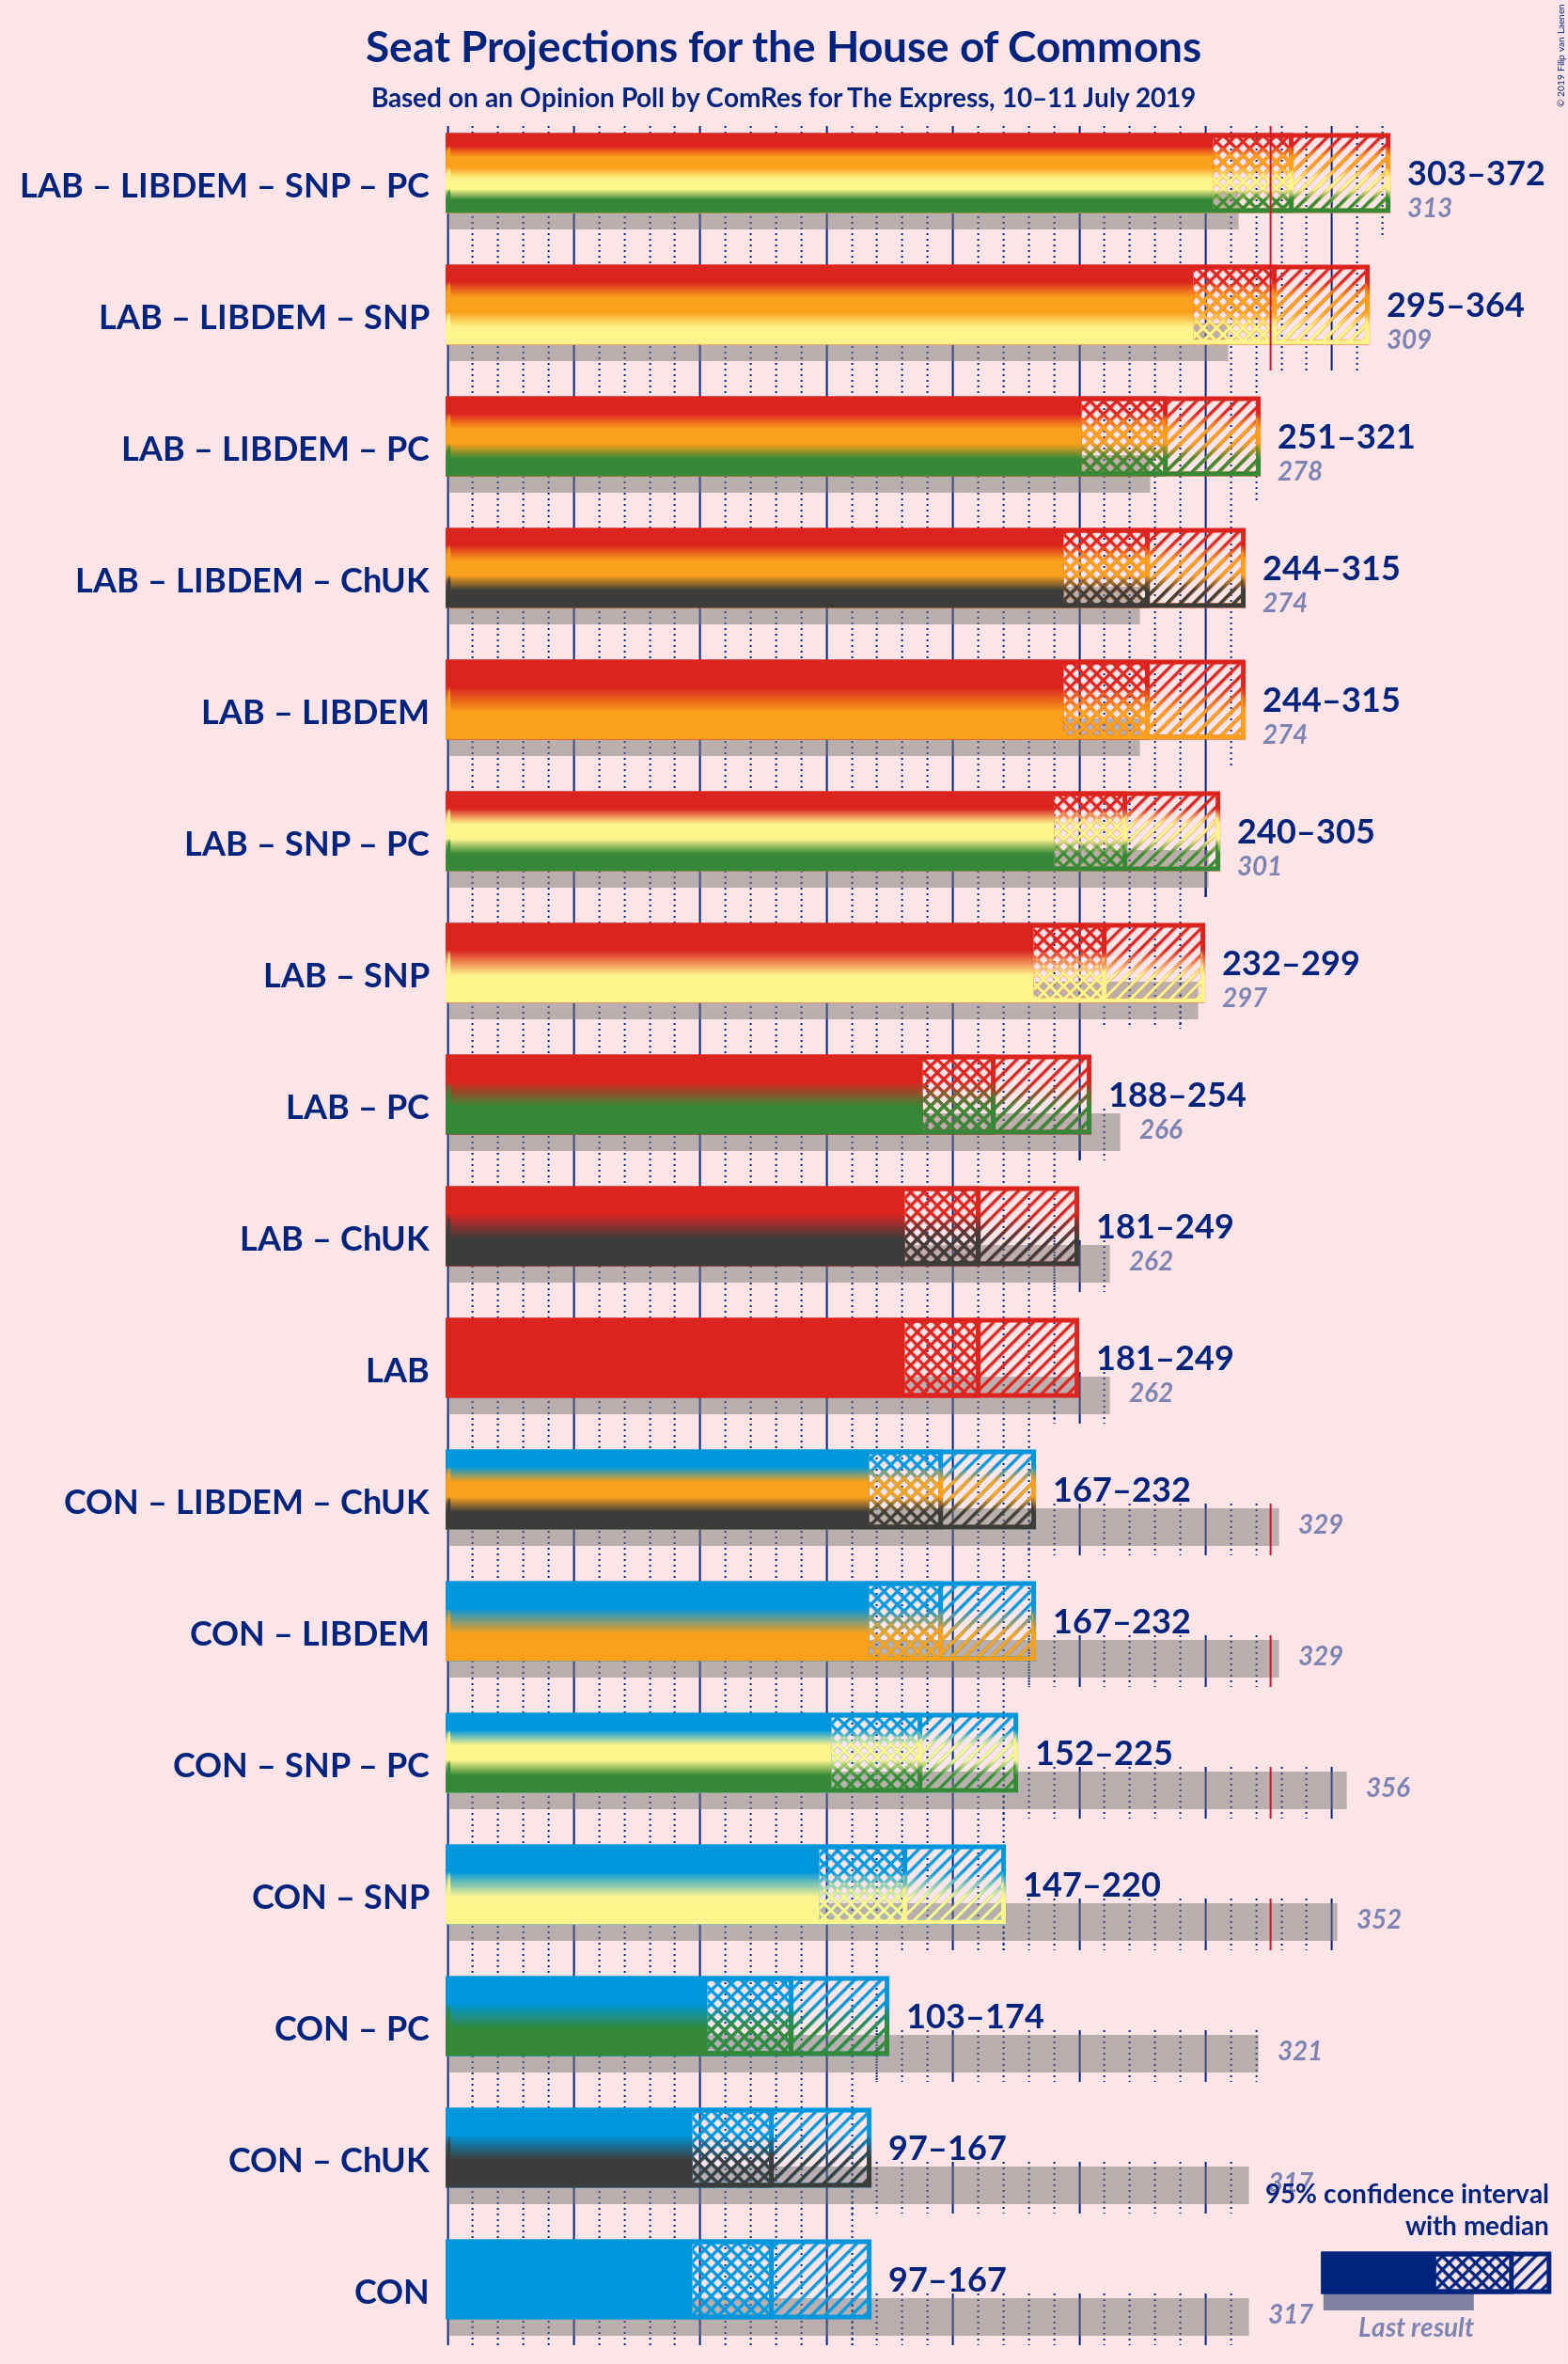 Seat Projections for the House of Commons
Based on an Opinion Poll by ComRes for The Express, 10–11 July 2019
© 2019 Filip van Laenen
LAB – LIBDEM – SNP – PC
303–372
313
LAB – LIBDEM – SNP
295–364
309
LAB – LIBDEM – PC
251–321
278
LAB – LIBDEM – ChUK
244–315
274
LAB – LIBDEM
244–315
274
LAB – SNP – PC
240–305
301
LAB – SNP
232–299
297
LAB – PC
188–254
266
LAB – ChUK
181–249
262
LAB
181–249
262
CON – LIBDEM – ChUK
167–232
329
CON – LIBDEM
167–232
329
CON – SNP – PC
152–225
356
CON – SNP
147–220
352
CON – PC
103–174
321
CON – ChUK
97–167
317
CON
97–167
317
95% confidence interval
with median
Last result